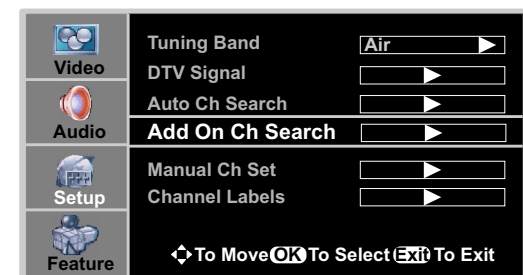 Video
Audio
Setup
Feature
Tuning Band Air
DTV Signal
Auto Ch Search
Add On Ch Search
Manual Ch Set
Channel Labels
To Move OK To Select Exit To Exit